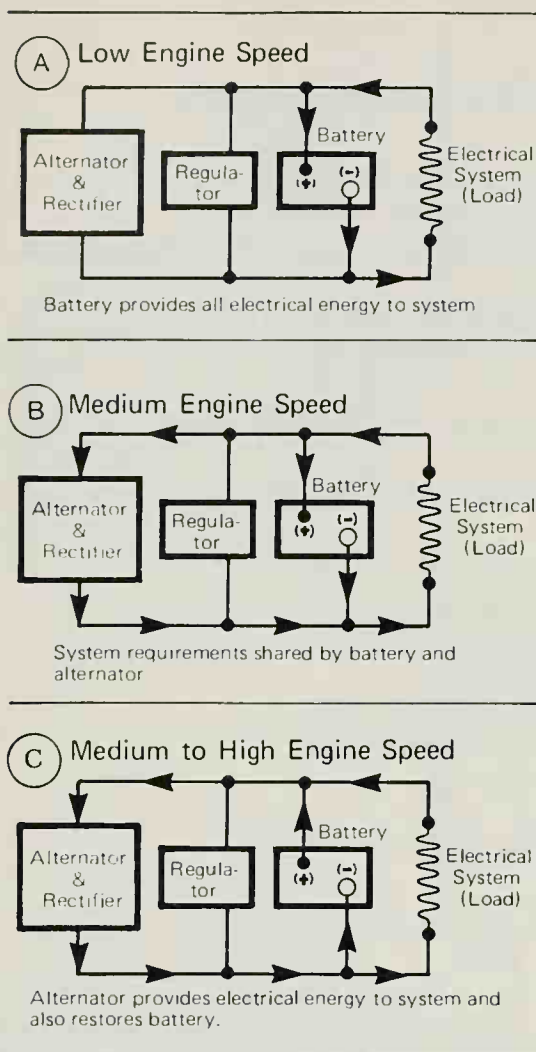 A Low Engine Speed
Battery
Alternator
&
Rectifier
Regula-
tor
(+) (-)
Electrical
System
(Load)
Battery provides all electrical energy to system
B Medium Engine Speed
Battery
Alternator
&
Rectifier
Regula-
tor
(+) (-)
Electrical
System
(Load)
System requirements shared by battery and
alternator
C Medium to High Engine Speed
Battery
Alternator
&
Rectifier
Regula-
tor
(+) (-)
Electrical
System
(Load)
Alternator provides electrical energy to system and
also restores battery.